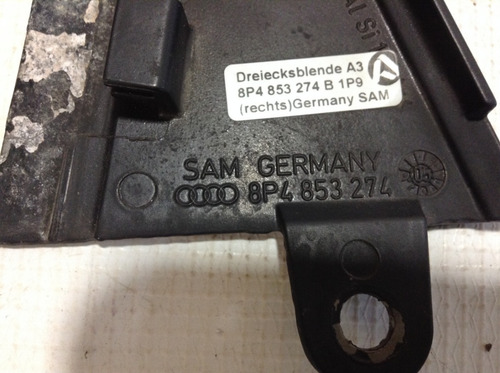 Dreiecksblende A3
8P4 853 274 B 1P9
(rechts)Germany SAM
SAM GERMANY
8P4 853 274